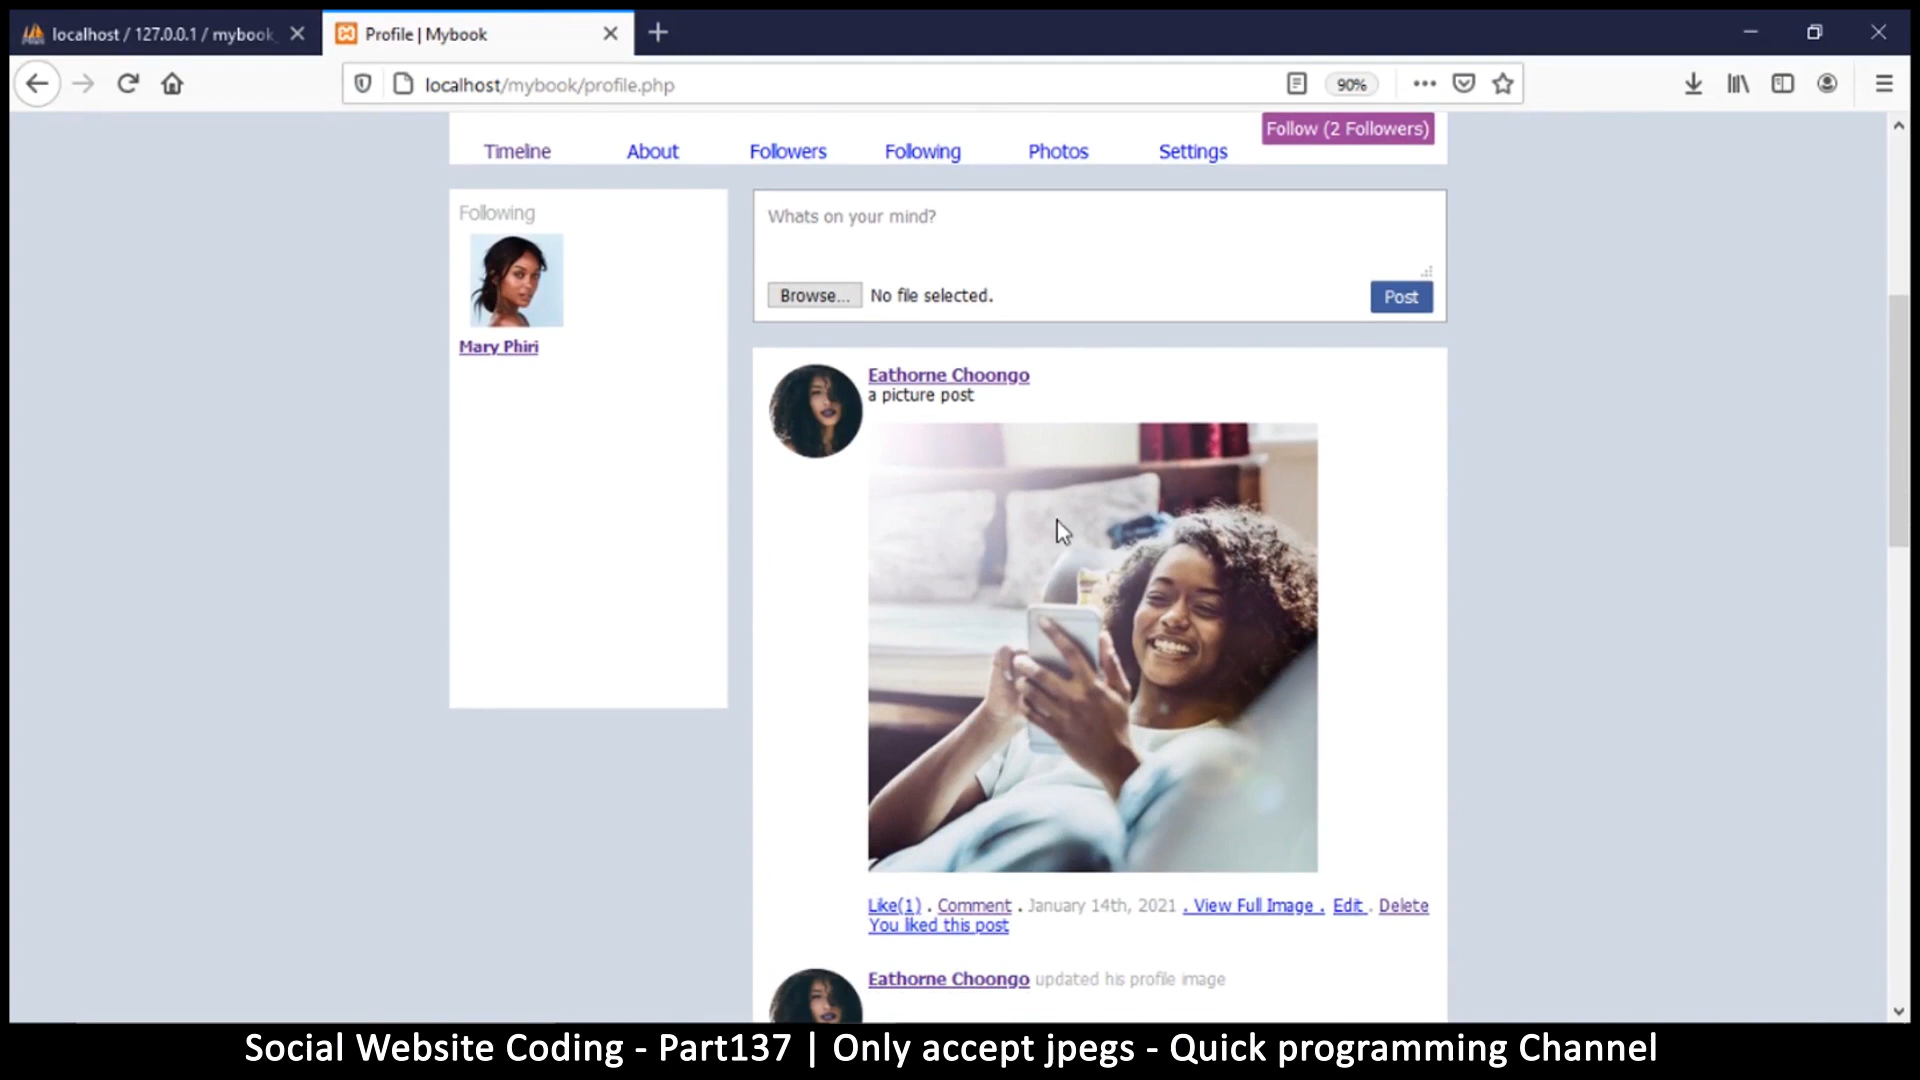 localhost / 127.0.0.1 / mybook_
Profile | Mybook
localhost/mybook/profile.php
90%
Follow (2 Followers)
Timeline
About
Followers
Following
Photos
Settings
Following
Mary Phiri
Whats on your mind?
Browse...
No file selected.
Post
Eathorne Choongo
a picture post
Like(1) . Comment . January 14th, 2021 . View Full Image . Edit . Delete
You liked this post
Eathorne Choongo updated his profile image
Social Website Coding - Part137 | Only accept jpegs - Quick programming Channel